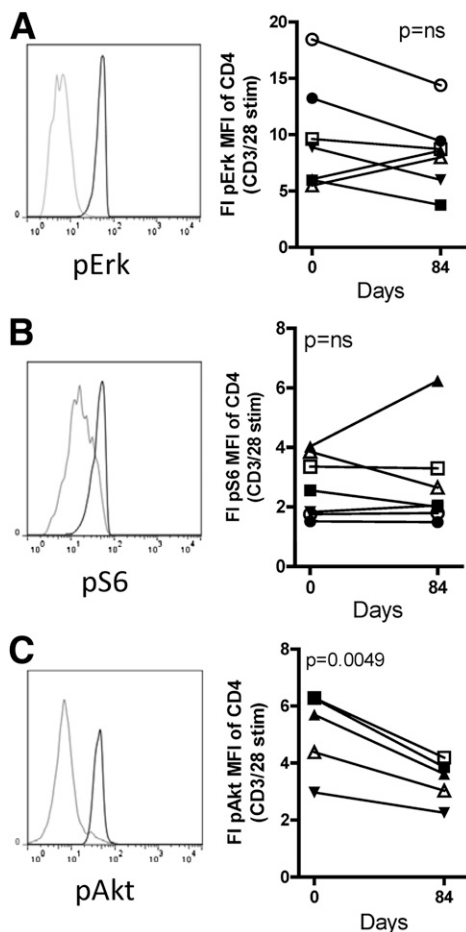 A
p=ns
FI pErk MFI of CD4
(CD3/28 stim)
20
15
10
5
0
0
10⁰ 10¹ 10² 10³ 10⁴
pErk
0 84
Days
B
p=ns
FI pS6 MFI of CD4
(CD3/28 stim)
8
6
4
2
0
0
10⁰ 10¹ 10² 10³ 10⁴
pS6
0 84
Days
C
p=0.0049
FI pAkt MFI of CD4
(CD3/28 stim)
8
6
4
2
0
0
10⁰ 10¹ 10² 10³ 10⁴
pAkt
0 84
Days